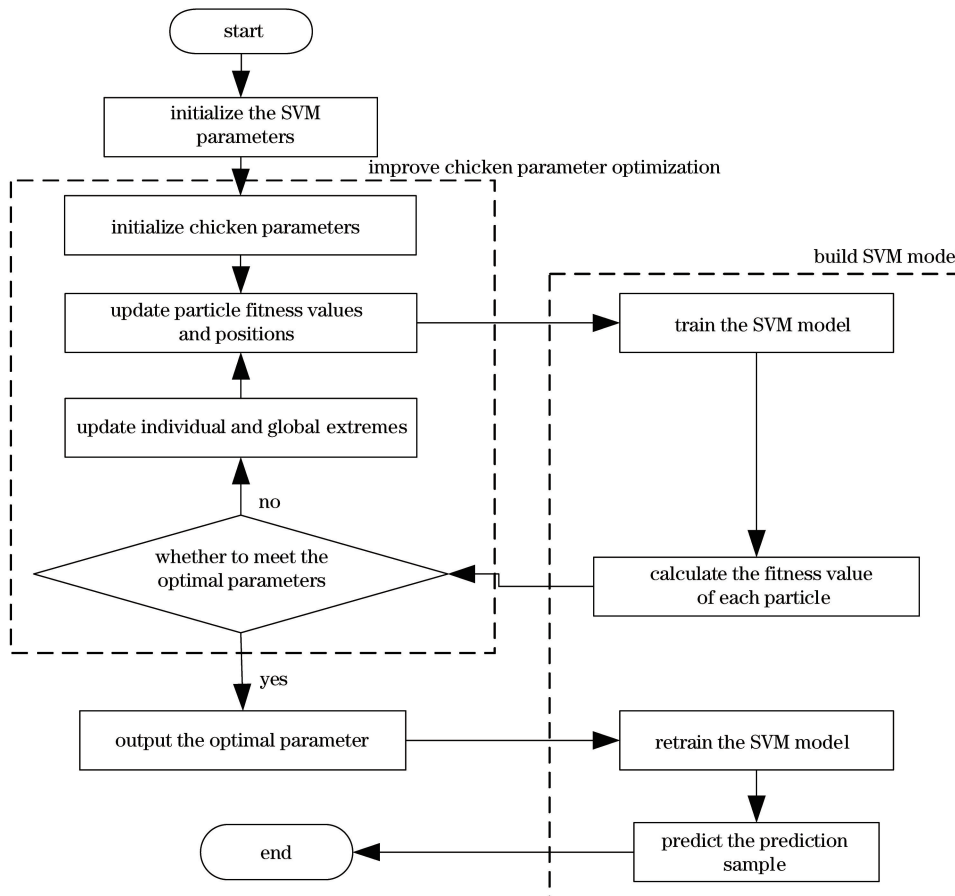 start
initialize the SVM
parameters
improve chicken parameter optimization
initialize chicken parameters
build SVM mode
update particle fitness values
and positions
train the SVM model
update individual and global extremes
no
whether to meet the
optimal parameters
calculate the fitness value
of each particle
yes
output the optimal parameter
retrain the SVM model
predict the prediction
sample
end